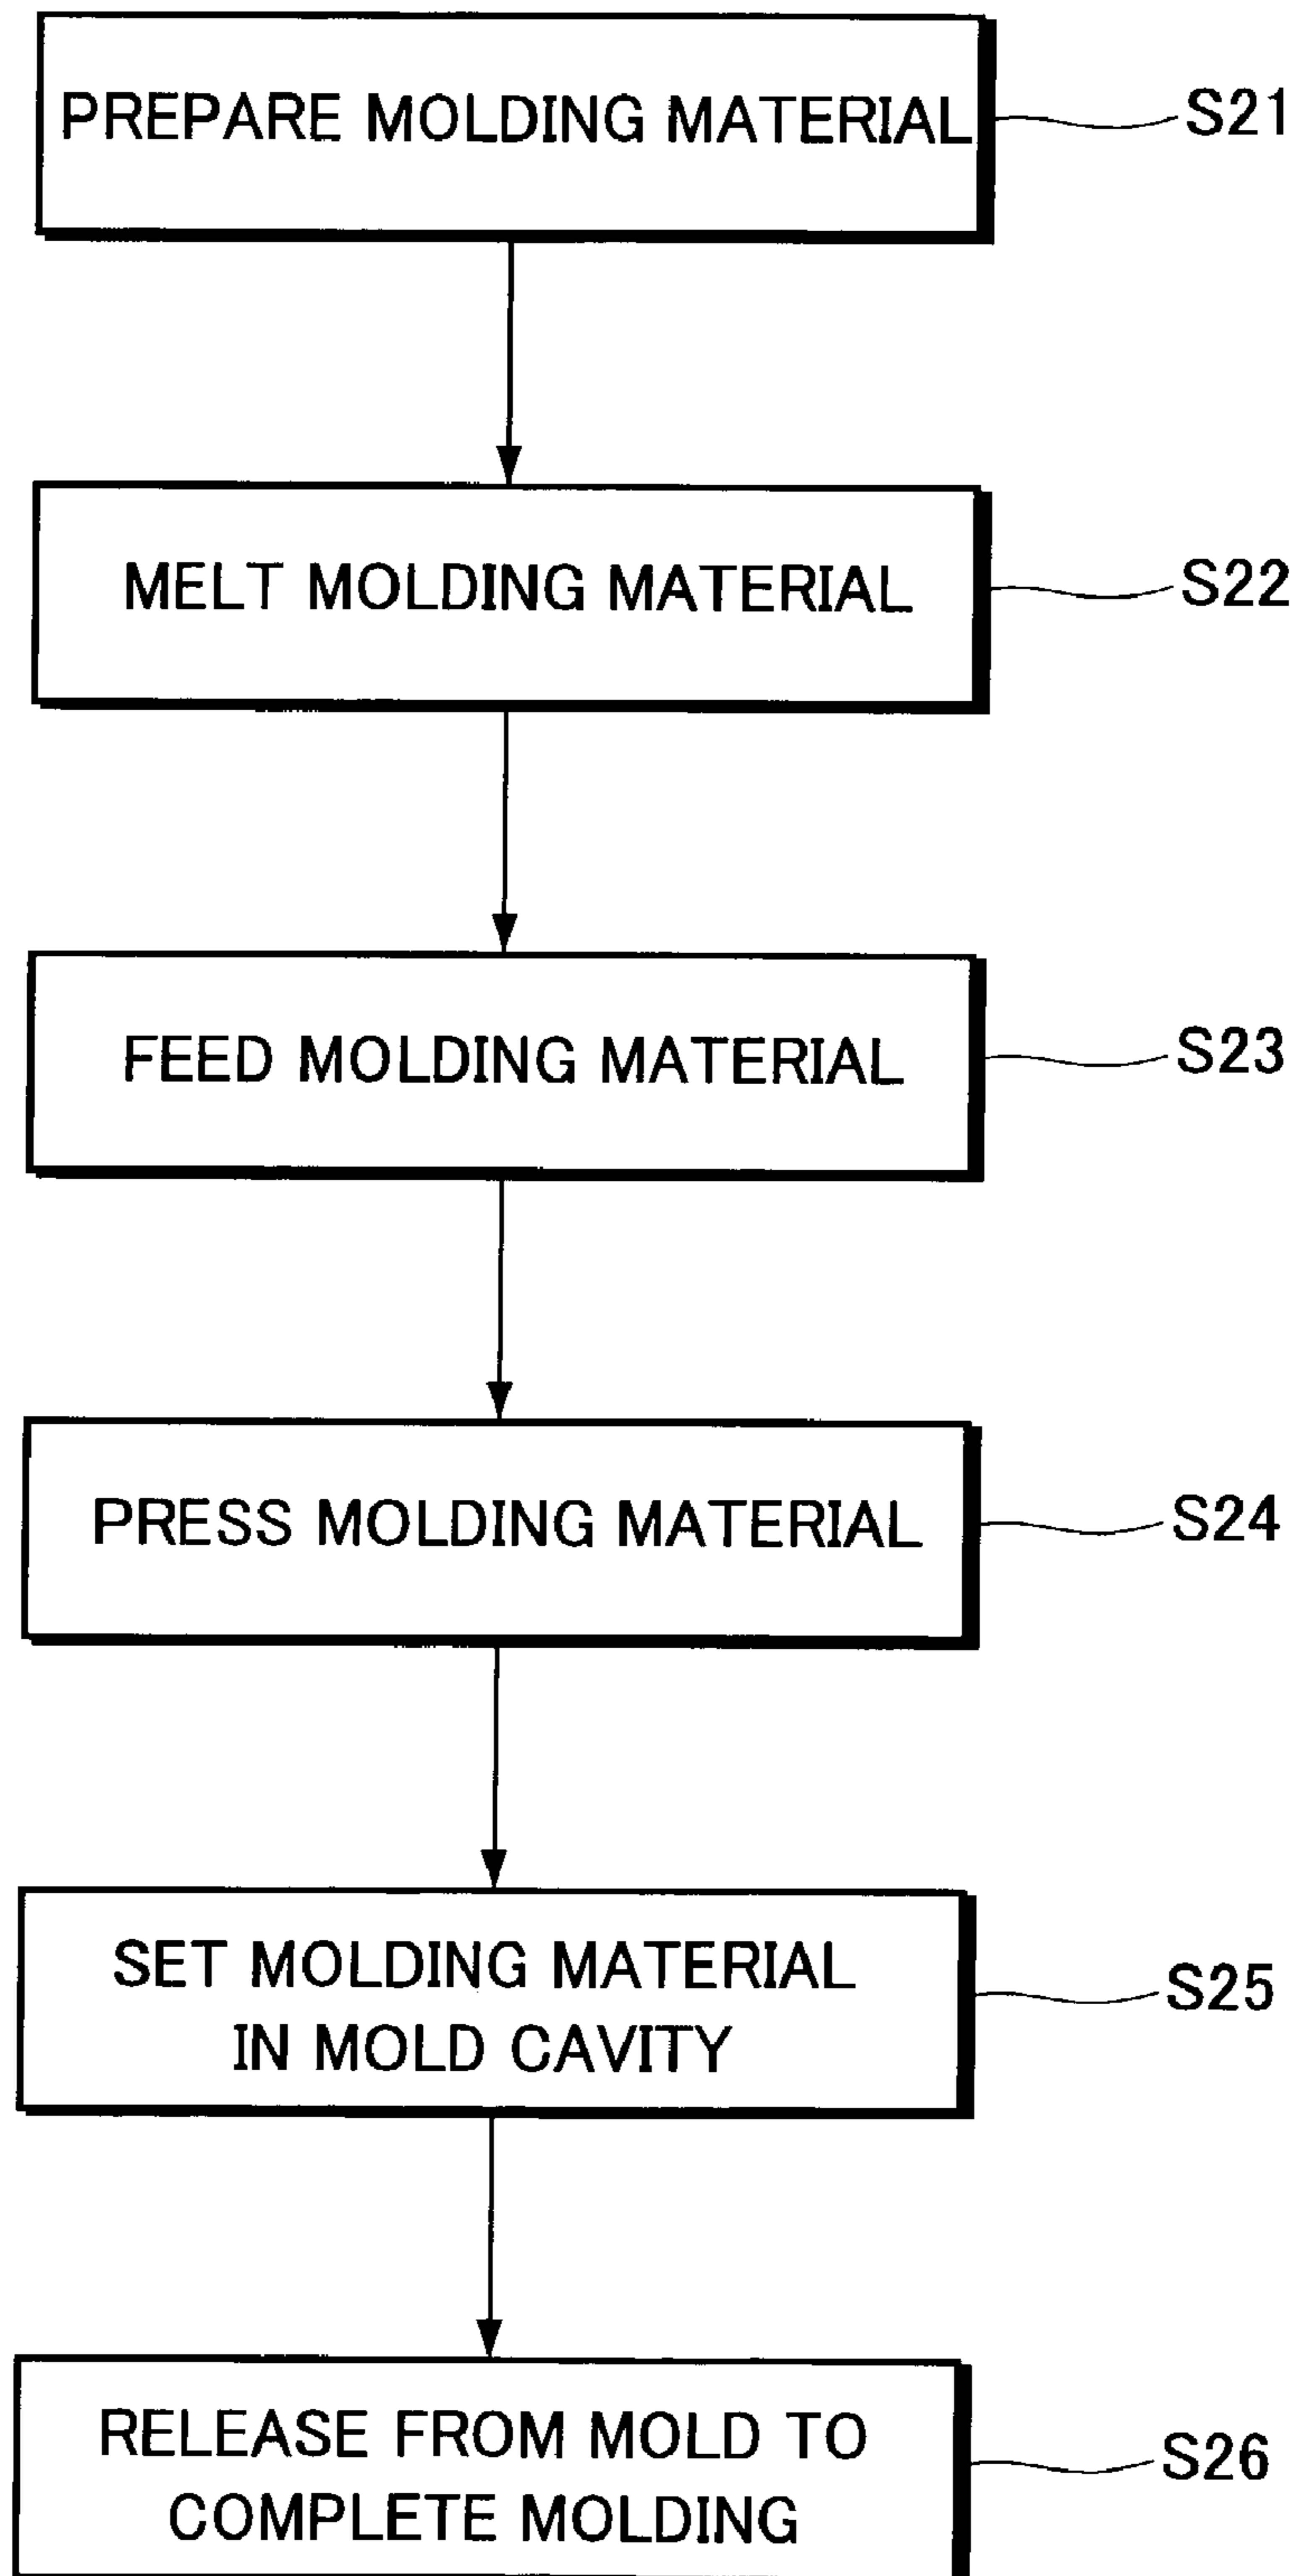 PREPARE MOLDING MATERIAL
S21
MELT MOLDING MATERIAL
S22
FEED MOLDING MATERIAL
S23
PRESS MOLDING MATERIAL
S24
SET MOLDING MATERIAL
IN MOLD CAVITY
S25
RELEASE FROM MOLD TO
COMPLETE MOLDING
S26